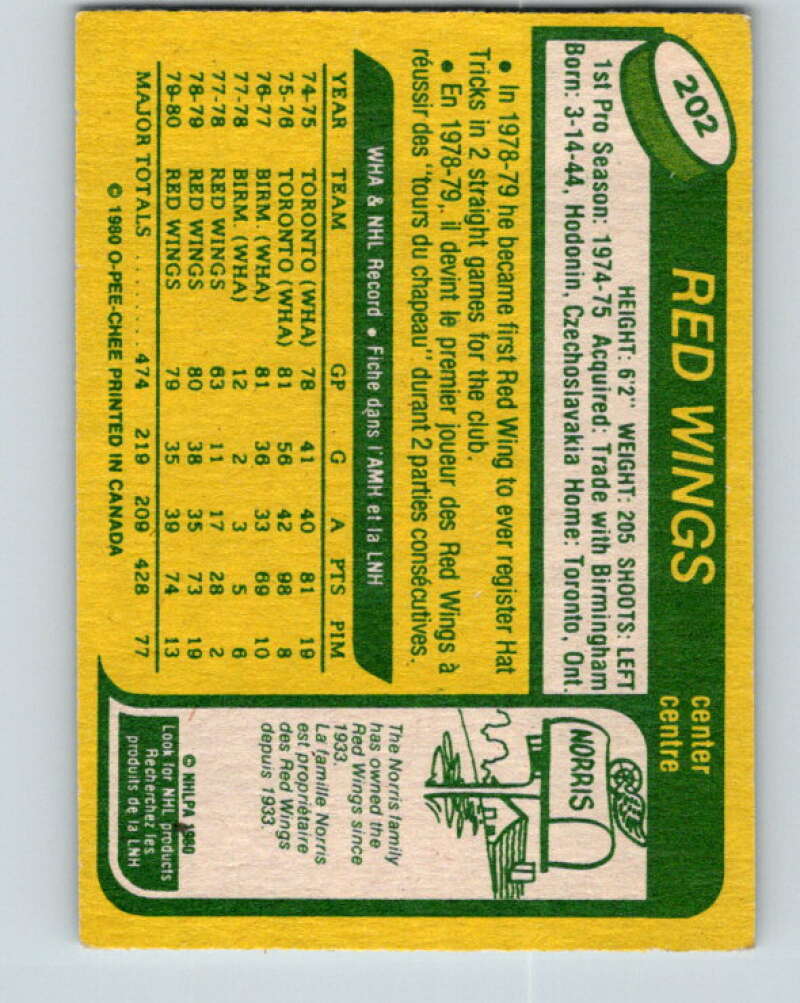 202
RED WINGS
center
centre
HEIGHT: 6'2" WEIGHT: 205 SHOOTS: LEFT
1st Pro Season: 1974-75 Acquired: Trade with Birmingham
Born: 3-14-44, Hodonin, Czechoslavakia Home: Toronto, Ont.
• In 1978-79 he became first Red Wing to ever register Hat
Tricks in 2 straight games for the club.
• En 1978-79, il devint le premier joueur des Red Wings à
réussir des "tours du chapeau" durant 2 parties consécutives.
WHA & NHL Record • Fiche dans l'AMH et la LNH
YEAR TEAM GP G A PTS PIM
74-75 TORONTO (WHA) 78 41 40 81 19
75-76 TORONTO (WHA) 81 56 42 98 8
76-77 BIRM. (WHA) 81 36 33 69 10
77-78 BIRM. (WHA) 12 2 3 5 6
77-78 RED WINGS 63 11 17 28 2
78-79 RED WINGS 80 38 35 73 19
79-80 RED WINGS 79 35 39 74 13
MAJOR TOTALS ........ 474 219 209 428 77
© 1980 O-PEE-CHEE PRINTED IN CANADA
NORRIS
The Norris family
has owned the
Red Wings since
1933.
La famille Norris
est propriétaire
des Red Wings
depuis 1933.
© NHLPA 1980
Look for NHL products
Recherchez les
produits de la LNH